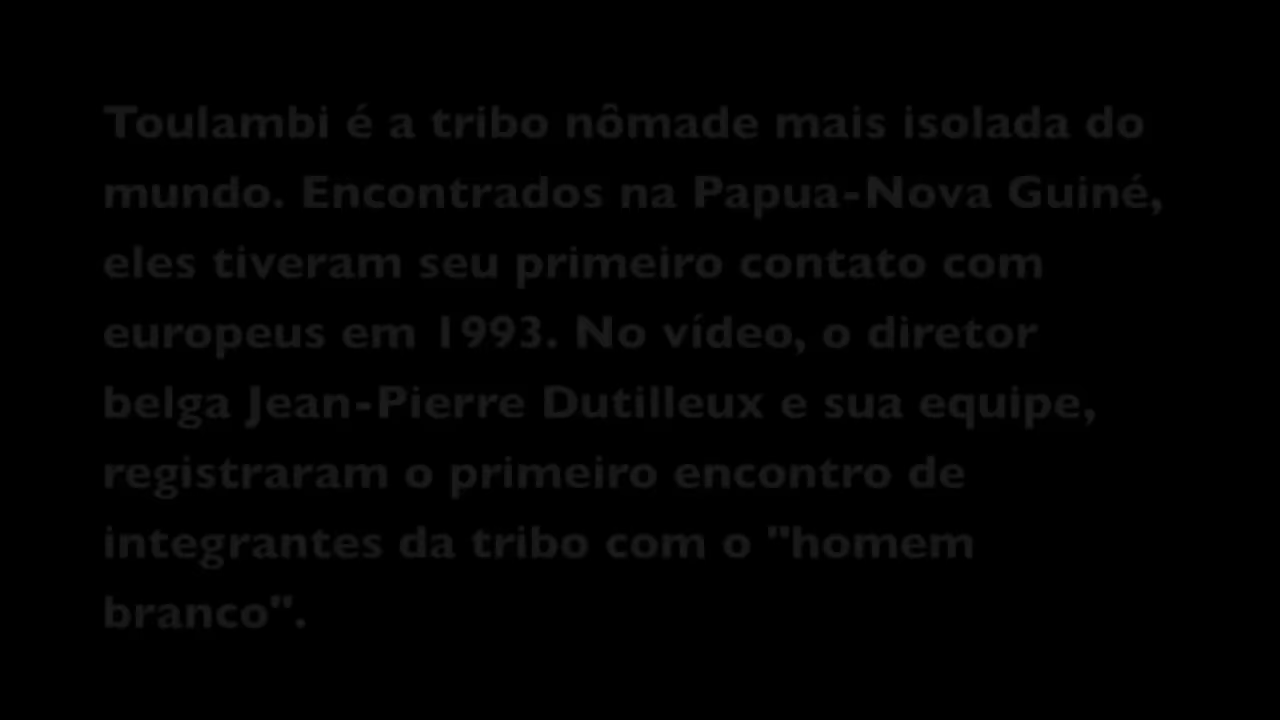 Toulambi é a tribo nômade mais isolada do
mundo. Encontrados na Papua-Nova Guiné,
eles tiveram seu primeiro contato com
europeus em 1993. No vídeo, o diretor
belga Jean-Pierre Dutilleux e sua equipe,
registraram o primeiro encontro de
integrantes da tribo com o "homem
branco".